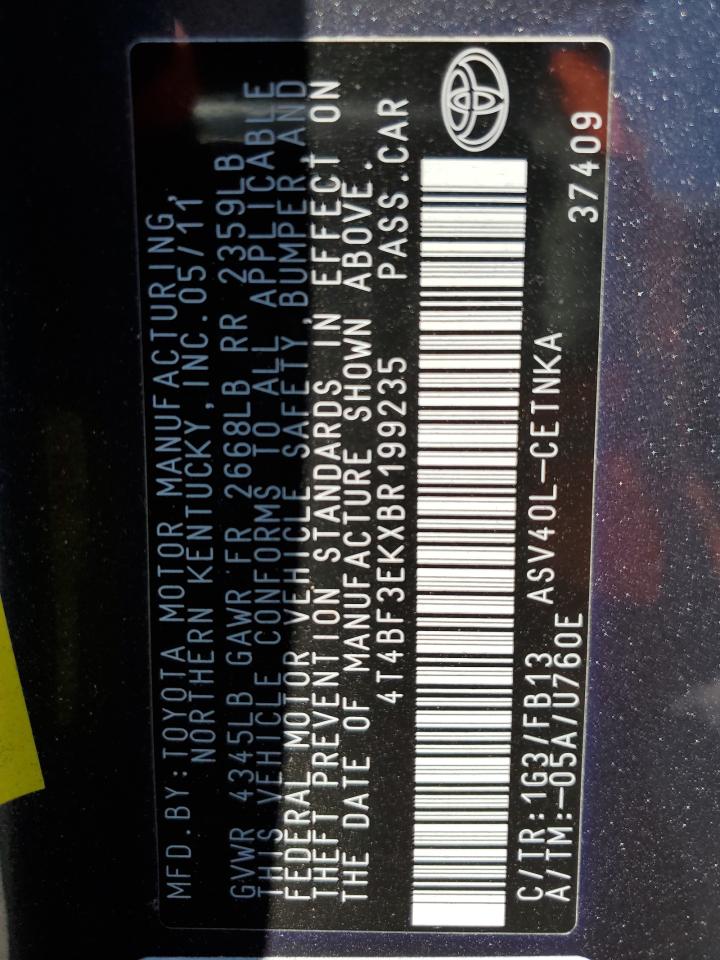 MFD.BY:TOYOTA MOTOR MANUFACTURING,
NORTHERN KENTUCKY,INC.05/11
GVWR 4345LB GAWR FR 2668LB RR 2359LB
THIS VEHICLE CONFORMS TO ALL APPLICABLE
FEDERAL MOTOR VEHICLE SAFETY, BUMPER,AND
THEFT PREVENTION STANDARDS IN EFFECT ON
THE DATE OF MANUFACTURE SHOWN ABOVE.
4T4BF3EKXBR199235 PASS.CAR
C/TR:1G3/FB13 ASV40L-CETNKA
A/TM:-05A/U760E
37409